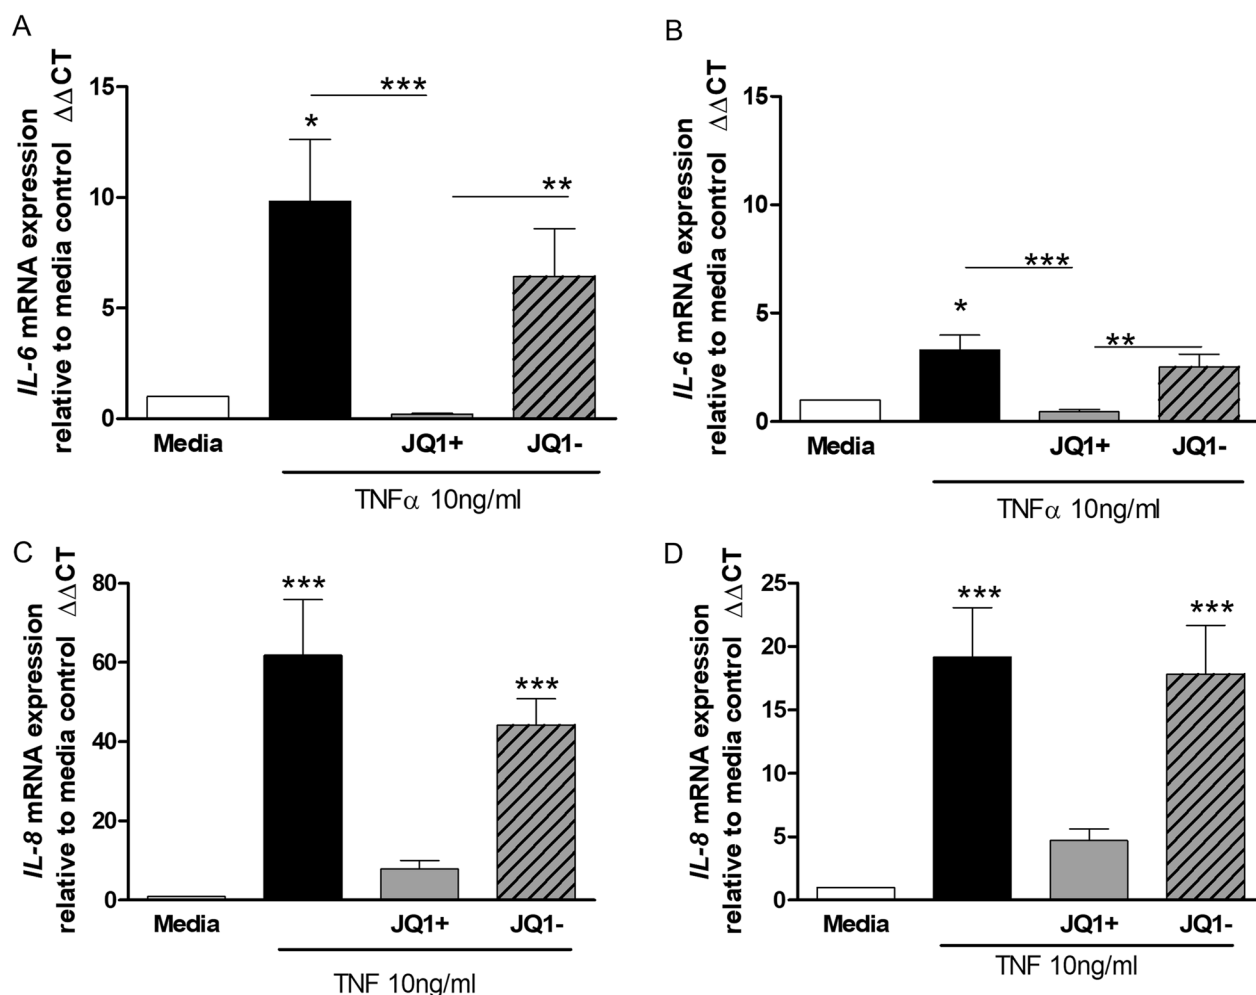 A
IL-6 mRNA expression
relative to media control ΔΔCT
15
10
5
0
***
*
**
Media
JQ1+
JQ1-
TNFα 10ng/ml
B
IL-6 mRNA expression
relative to media control ΔΔCT
15
10
5
0
***
*
**
Media
JQ1+
JQ1-
TNFα 10ng/ml
C
IL-8 mRNA expression
relative to media control ΔΔCT
80
60
40
20
0
***
***
Media
JQ1+
JQ1-
TNF 10ng/ml
D
IL-8 mRNA expression
relative to media control ΔΔCT
25
20
15
10
5
0
***
***
Media
JQ1+
JQ1-
TNF 10ng/ml